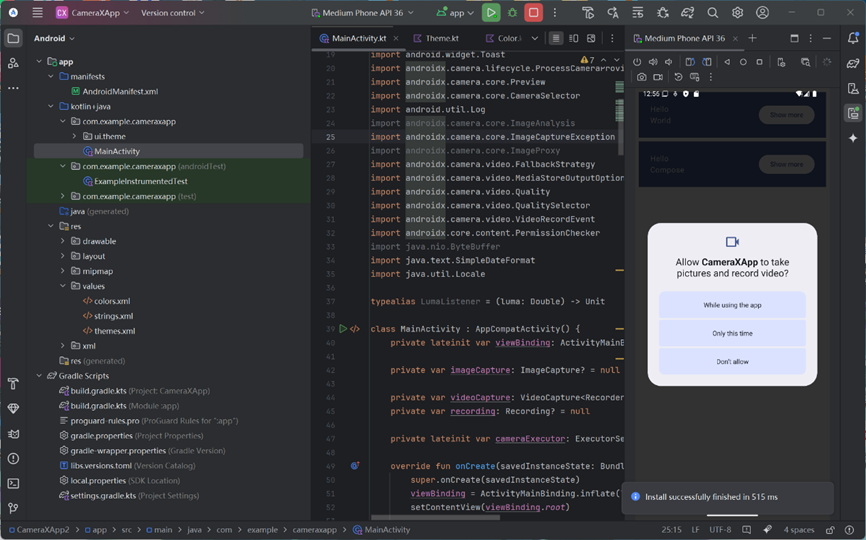 CX CameraXApp Version control Medium Phone API 36 app
Android
app
manifests
AndroidManifest.xml
kotlin+java
com.example.cameraxapp
ui.theme
MainActivity
com.example.cameraxapp (androidTest)
ExampleInstrumentedTest
com.example.cameraxapp (test)
java (generated)
res
drawable
layout
mipmap
values
colors.xml
strings.xml
themes.xml
xml
res (generated)
Gradle Scripts
build.gradle.kts (Project: CameraXApp)
build.gradle.kts (Module :app)
proguard-rules.pro (ProGuard Rules for ":app")
gradle.properties (Project Properties)
gradle-wrapper.properties (Gradle Version)
libs.versions.toml (Version Catalog)
local.properties (SDK Location)
settings.gradle.kts (Project Settings)
MainActivity.kt Theme.kt Color.
7
19 import android.widget.Toast
20 import androidx.camera.lifecycle.ProcessCameraProvi
21 import androidx.camera.core.Preview
22 import androidx.camera.core.CameraSelector
23 import android.util.Log
24 import androidx.camera.core.ImageAnalysis
25 import androidx.camera.core.ImageCaptureException
26 import androidx.camera.core.ImageProxy
27 import androidx.camera.video.FallbackStrategy
28 import androidx.camera.video.MediaStoreOutputOption
29 import androidx.camera.video.Quality
30 import androidx.camera.video.QualitySelector
31 import androidx.camera.video.VideoRecordEvent
32 import androidx.core.content.PermissionChecker
33 import java.nio.ByteBuffer
34 import java.text.SimpleDateFormat
35 import java.util.Locale
37 typealias LumaListener = (luma: Double) -> Unit
39 class MainActivity : AppCompatActivity() {
40 private lateinit var viewBinding: ActivityMainB
42 private var imageCapture: ImageCapture? = null
44 private var videoCapture: VideoCapture<Recorder
45 private var recording: Recording? = null
47 private lateinit var cameraExecutor: ExecutorSe
49 override fun onCreate(savedInstanceState: Bundl
50 super.onCreate(savedInstanceState)
51 viewBinding = ActivityMainBinding.inflate(
52 setContentView(viewBinding.root)
Medium Phone API 36
12:56
Hello
World
Show more
Hello
Compose
Show more
Allow CameraXApp to take
pictures and record video?
While using the app
Only this time
Don't allow
Install successfully finished in 515 ms
CameraXApp2 > app > src > main > java > com > example > cameraxapp > MainActivity 25:15 LF UTF-8 4 spaces